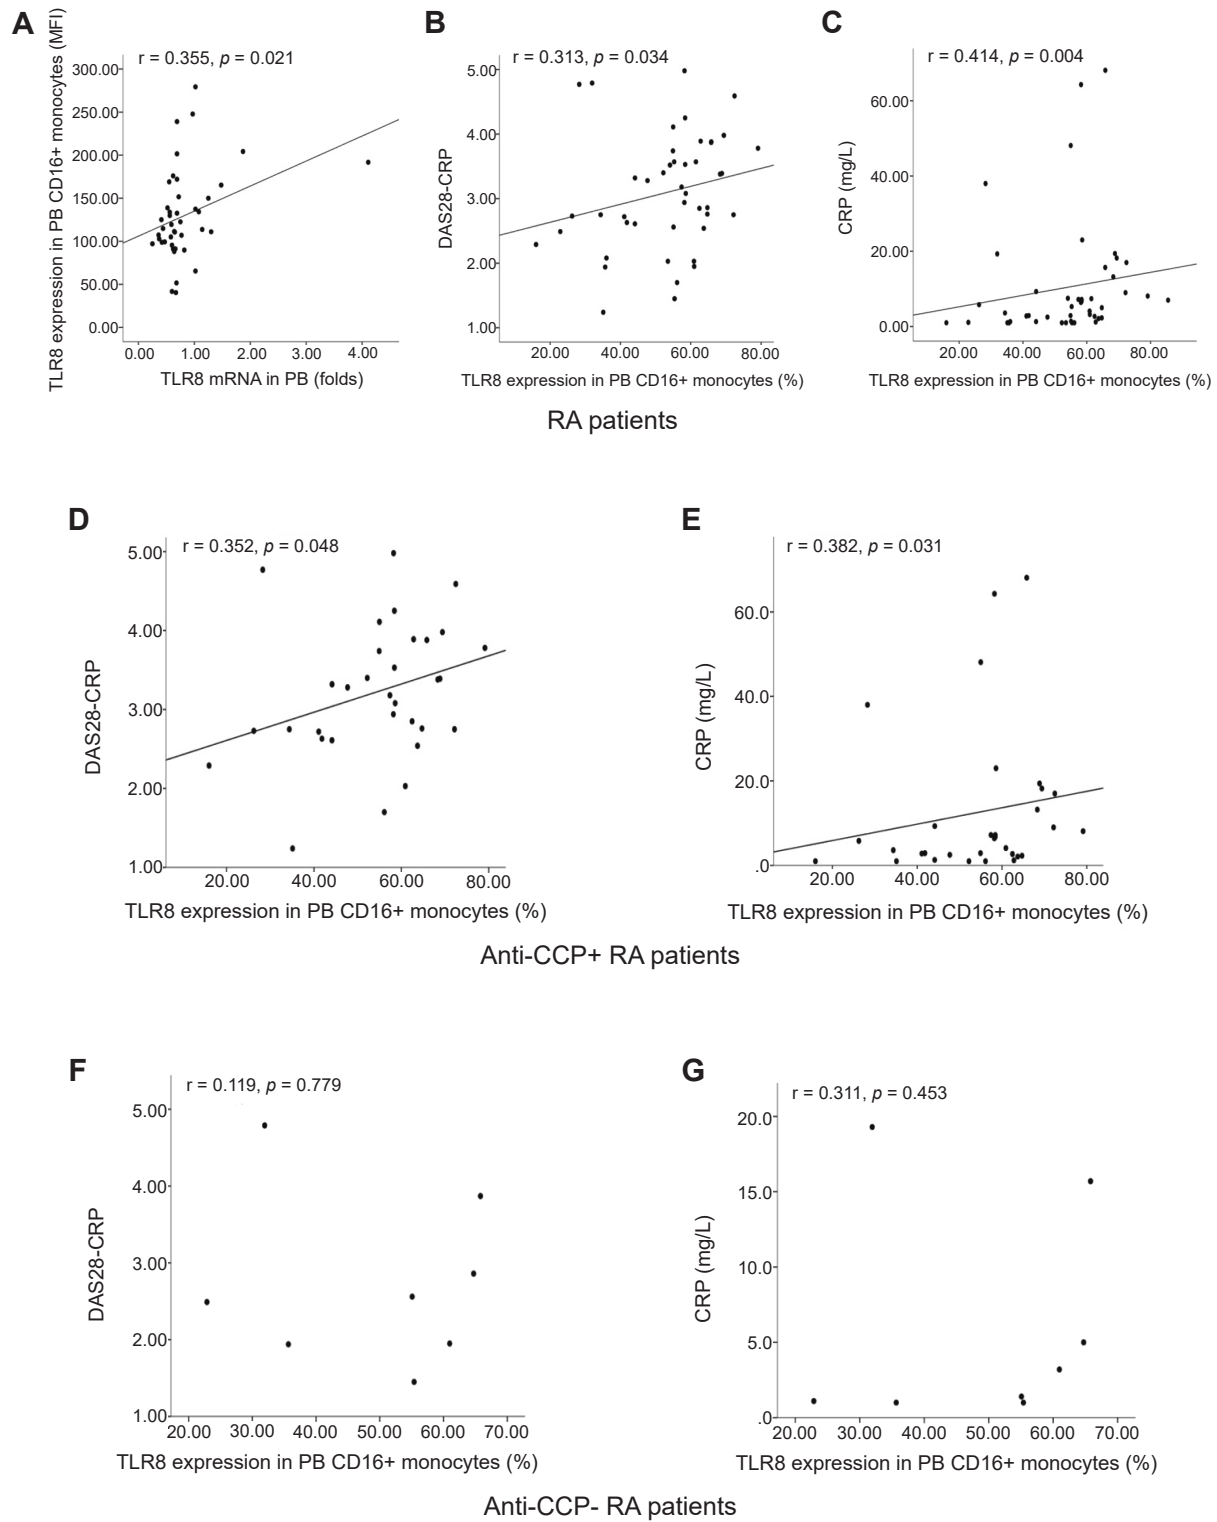 A
r = 0.355, p = 0.021
TLR8 expression in PB CD16+ monocytes (MFI)
300.00
250.00
200.00
150.00
100.00
50.00
0.00
0.00 1.00 2.00 3.00 4.00
TLR8 mRNA in PB (folds)
B
r = 0.313, p = 0.034
DAS28-CRP
5.00
4.00
3.00
2.00
1.00
20.00 40.00 60.00 80.00
TLR8 expression in PB CD16+ monocytes (%)
C
r = 0.414, p = 0.004
CRP (mg/L)
60.00
40.00
20.00
0.00
20.00 40.00 60.00 80.00
TLR8 expression in PB CD16+ monocytes (%)
RA patients
D
r = 0.352, p = 0.048
DAS28-CRP
5.00
4.00
3.00
2.00
1.00
20.00 40.00 60.00 80.00
TLR8 expression in PB CD16+ monocytes (%)
E
r = 0.382, p = 0.031
CRP (mg/L)
60.0
40.0
20.0
.0
20.00 40.00 60.00 80.00
TLR8 expression in PB CD16+ monocytes (%)
Anti-CCP+ RA patients
F
r = 0.119, p = 0.779
DAS28-CRP
5.00
4.00
3.00
2.00
1.00
20.00 30.00 40.00 50.00 60.00 70.00
TLR8 expression in PB CD16+ monocytes (%)
G
r = 0.311, p = 0.453
CRP (mg/L)
20.0
15.0
10.0
5.0
.0
20.00 30.00 40.00 50.00 60.00 70.00
TLR8 expression in PB CD16+ monocytes (%)
Anti-CCP- RA patients